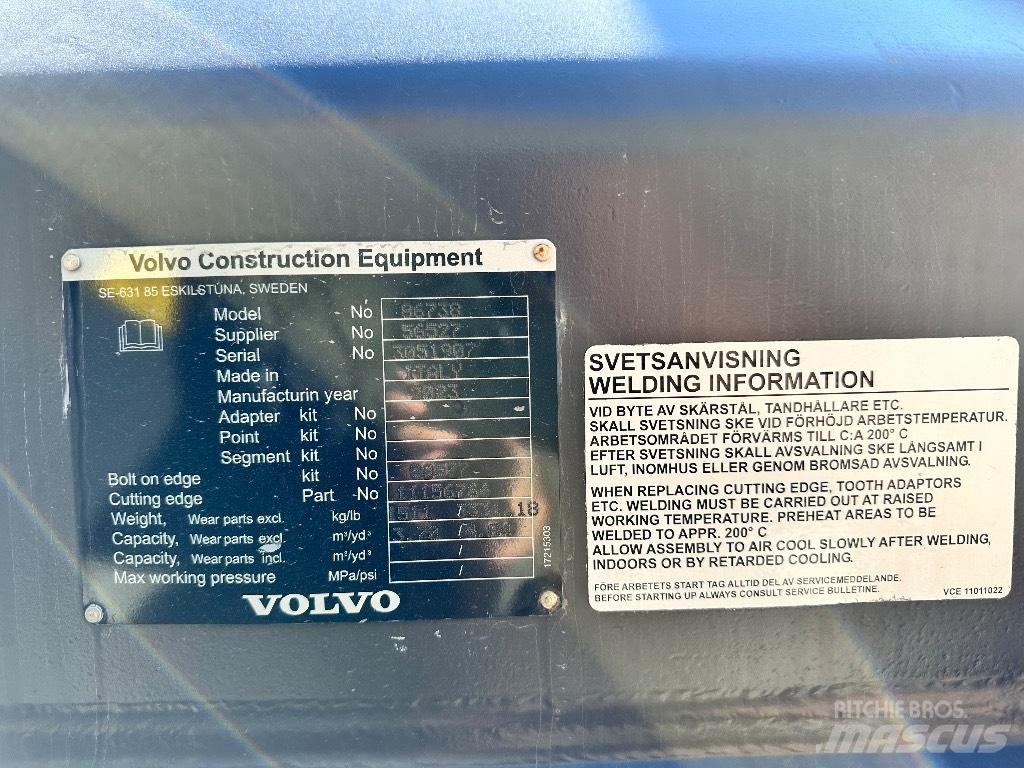 Volvo Construction Equipment
SE-631 85 ESKILSTUNA, SWEDEN
Model No 86738
Supplier No 56527
Serial No 3051907
Made in ITALY
Manufacturin year
Adapter kit No
Point kit No
Segment kit No
Bolt on edge kit No
Cutting edge Part -No
Weight, Wear parts excl. kg/lb /
Capacity, Wear parts excl. m³/yd³ /
Capacity, Wear parts incl. m³/yd³ /
Max working pressure MPa/psi /
17215303
VOLVO
SVETSANVISNING
WELDING INFORMATION
VID BYTE AV SKÄRSTÅL, TANDHÅLLARE ETC.
SKALL SVETSNING SKE VID FÖRHÖJD ARBETSTEMPERATUR.
ARBETSOMRÅDET FÖRVÄRMS TILL C:A 200° C
EFTER SVETSNING SKALL AVSVALNING SKE LÅNGSAMT I
LUFT, INOMHUS ELLER GENOM BROMSAD AVSVALNING.
WHEN REPLACING CUTTING EDGE, TOOTH ADAPTORS
ETC. WELDING MUST BE CARRIED OUT AT RAISED
WORKING TEMPERATURE. PREHEAT AREAS TO BE
WELDED TO APPR. 200° C
ALLOW ASSEMBLY TO AIR COOL SLOWLY AFTER WELDING,
INDOORS OR BY RETARDED COOLING.
FÖRE ARBETETS START TAG ALLTID DEL AV SERVICEMEDDELANDE.
BEFORE STARTING UP ALWAYS CONSULT SERVICE BULLETINE.
VCE 11011022
RITCHIE BROS.
MASCUS